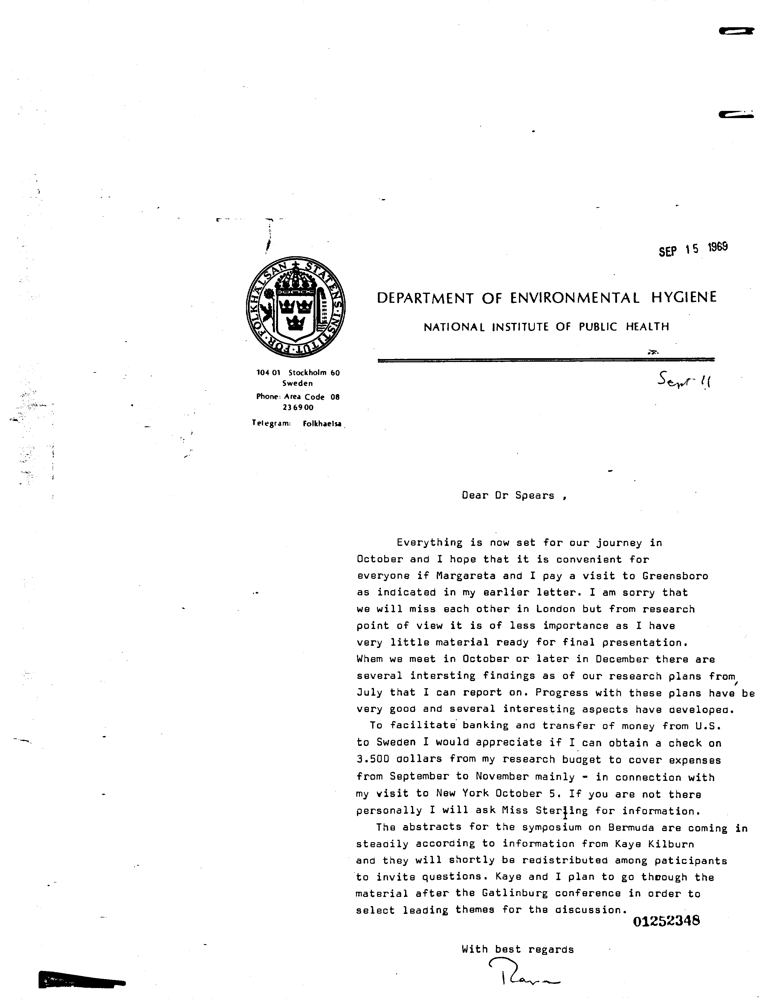 SEP 15 1969
STATENS·INSTITUT·FÖR·FOLKHÄLSAN
DEPARTMENT OF ENVIRONMENTAL HYGIENE
NATIONAL INSTITUTE OF PUBLIC HEALTH
104 01 Stockholm 60
Sweden
Phone: Area Code 08
23 69 00
Telegram: Folkhaelsa
Sept 11
Dear Dr Spears ,
Everything is now set for our journey in
October and I hope that it is convenient for
everyone if Margareta and I pay a visit to Greensboro
as indicated in my earlier letter. I am sorry that
we will miss each other in London but from research
point of view it is of less importance as I have
very little material ready for final presentation.
Whem we meet in October or later in December there are
several intersting findings as of our research plans from,
July that I can report on. Progress with these plans have be
very good and several interesting aspects have developed.
To facilitate banking and transfer of money from U.S.
to Sweden I would appreciate if I can obtain a check on
3.500 dollars from my research budget to cover expenses
from September to November mainly - in connection with
my visit to New York October 5. If you are not there
personally I will ask Miss Sterling for information.
The abstracts for the symposium on Bermuda are coming in
steadily according to information from Kaye Kilburn
and they will shortly be redistributed among paticipants
to invite questions. Kaye and I plan to go through the
material after the Gatlinburg conference in order to
select leading themes for the discussion.
01252348
With best regards